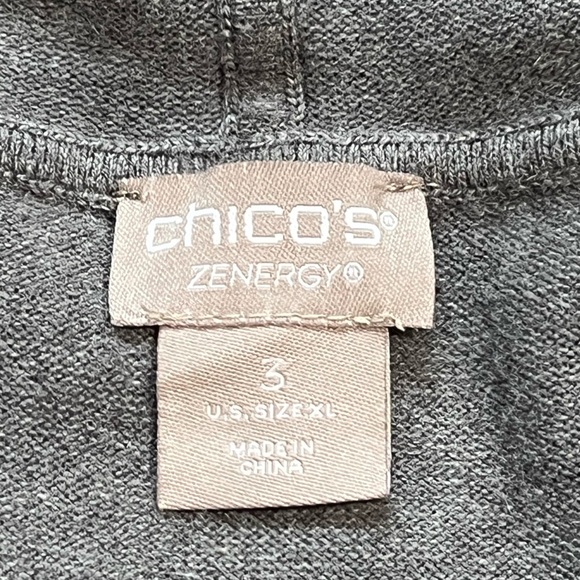 chico's®
ZENERGY®
3
U.S. SIZE:XL
MADE IN
CHINA